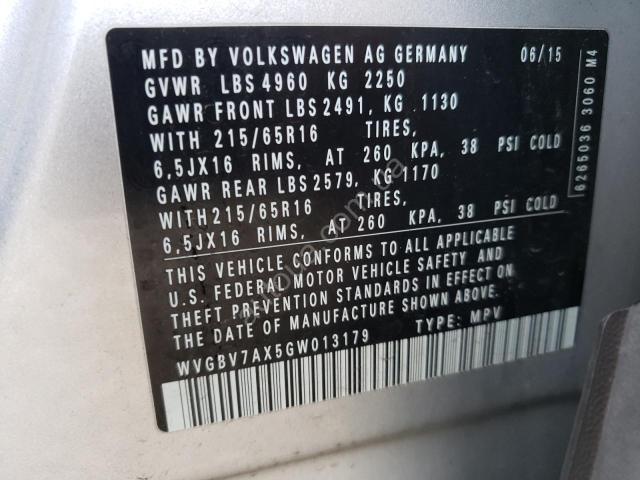 MFD BY VOLKSWAGEN AG GERMANY 06/15
GVWR LBS 4960 KG 2250
GAWR FRONT LBS 2491, KG 1130
WITH 215/65R16 TIRES,
6,5JX16 RIMS, AT 260 KPA, 38 PSI COLD
GAWR REAR LBS 2579, KG 1170
WITH 215/65R16 TIRES,
6,5JX16 RIMS, AT 260 KPA, 38 PSI COLD
THIS VEHICLE CONFORMS TO ALL APPLICABLE
U.S. FEDERAL MOTOR VEHICLE SAFETY AND
THEFT PREVENTION STANDARDS IN EFFECT ON
THE DATE OF MANUFACTURE SHOWN ABOVE.
WVGBV7AX5GW013179 TYPE: MPV
6265036 3060 M4